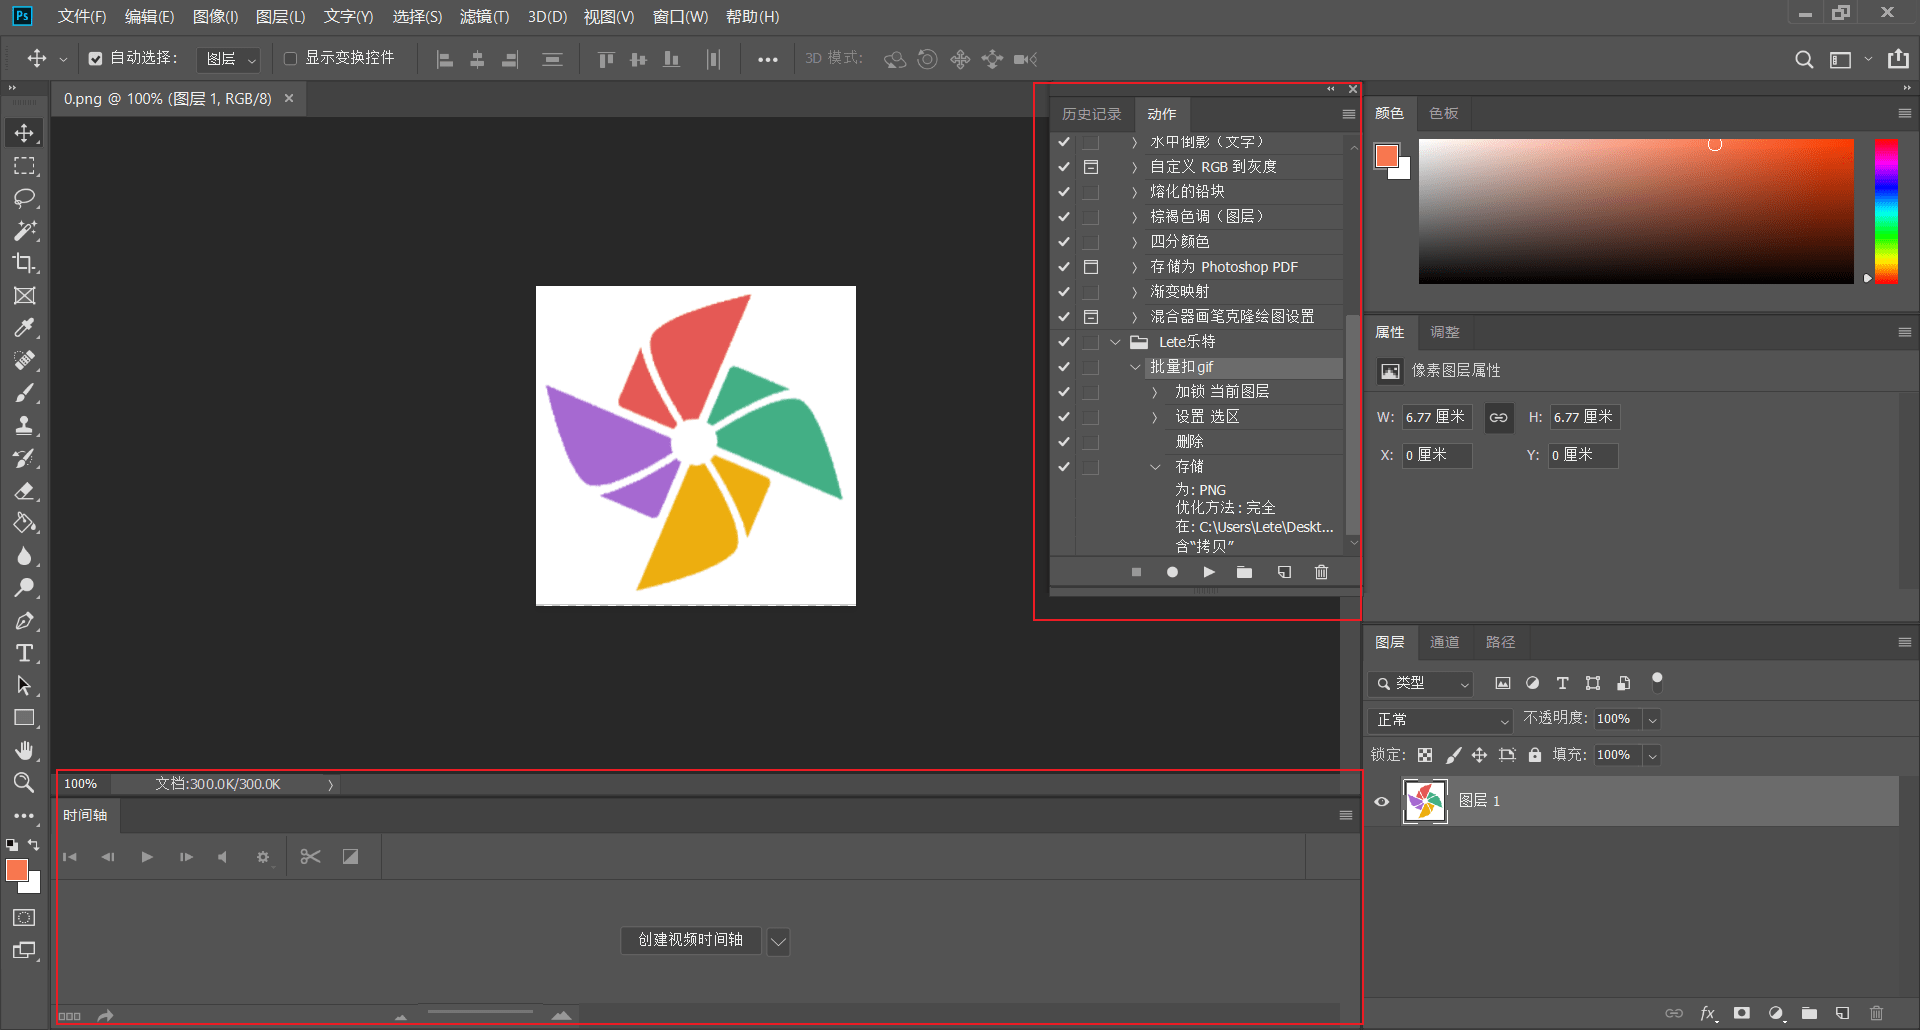 Ps 文件(F) 编辑(E) 图像(I) 图层(L) 文字(Y) 选择(S) 滤镜(T) 3D(D) 视图(V) 窗口(W) 帮助(H)
自动选择: 图层 显示变换控件 3D 模式:
0.png @ 100% (图层 1, RGB/8)
历史记录 动作
水中倒影（文字）
自定义 RGB 到灰度
熔化的铅块
棕褐色调（图层）
四分颜色
存储为 Photoshop PDF
渐变映射
混合器画笔克隆绘图设置
Lete乐特
批量扣gif
加锁 当前图层
设置 选区
删除
存储
为: PNG
优化方法: 完全
在: C:\Users\Lete\Deskt...
含“拷贝”
颜色 色板
属性 调整
像素图层属性
W: 6.77 厘米 H: 6.77 厘米
X: 0 厘米 Y: 0 厘米
图层 通道 路径
类型
正常 不透明度: 100%
锁定: 填充: 100%
图层 1
fx
100% 文档:300.0K/300.0K
时间轴
创建视频时间轴